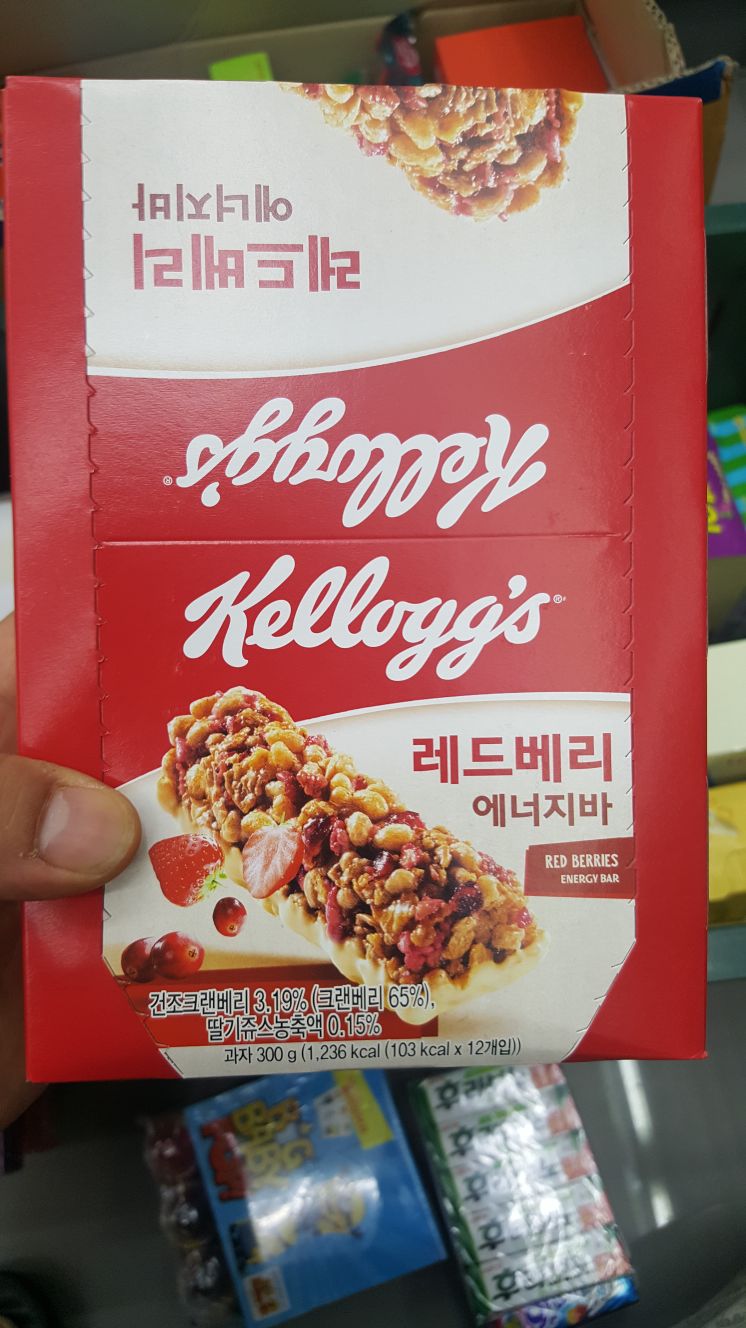 레드베리
에너지바
Kellogg's®
Kellogg's®
레드베리
에너지바
RED BERRIES
ENERGY BAR
건조크랜베리 3.19% (크랜베리 65%),
딸기쥬스농축액 0.15%
과자 300 g (1,236 kcal (103 kcal x 12개입))